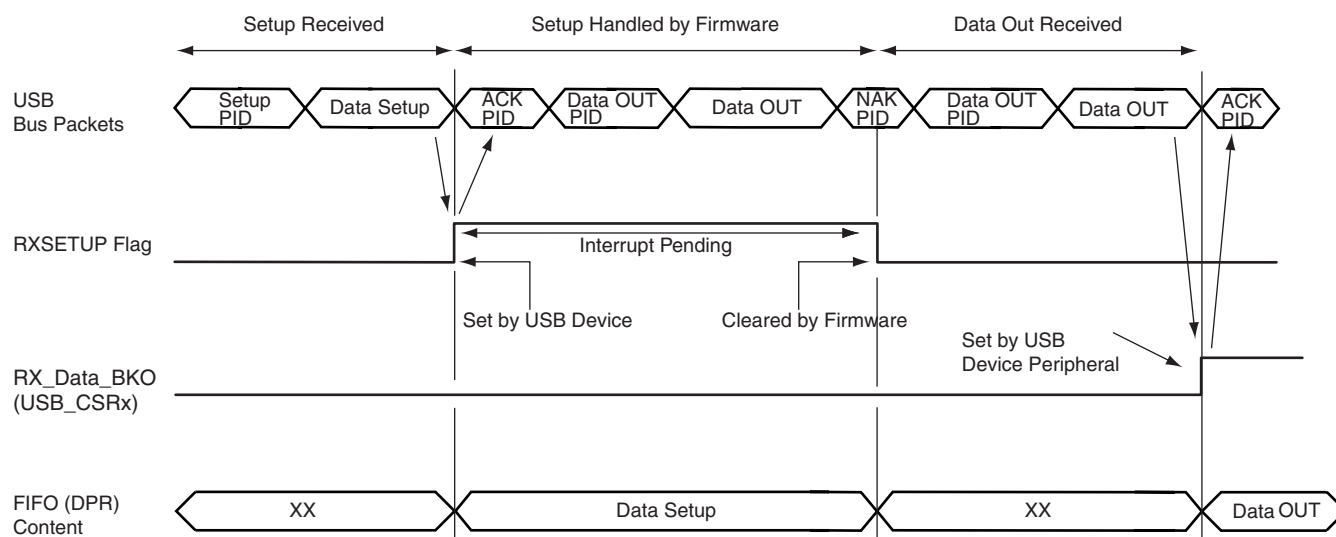 Setup Received
Setup Handled by Firmware
Data Out Received
USB
Bus Packets
Setup
PID
Data Setup
ACK
PID
Data OUT
PID
Data OUT
NAK
PID
Data OUT
PID
Data OUT
ACK
PID
RXSETUP Flag
Interrupt Pending
Set by USB Device
Cleared by Firmware
Set by USB
Device Peripheral
RX_Data_BKO
(USB_CSRx)
FIFO (DPR)
Content
XX
Data Setup
XX
Data OUT